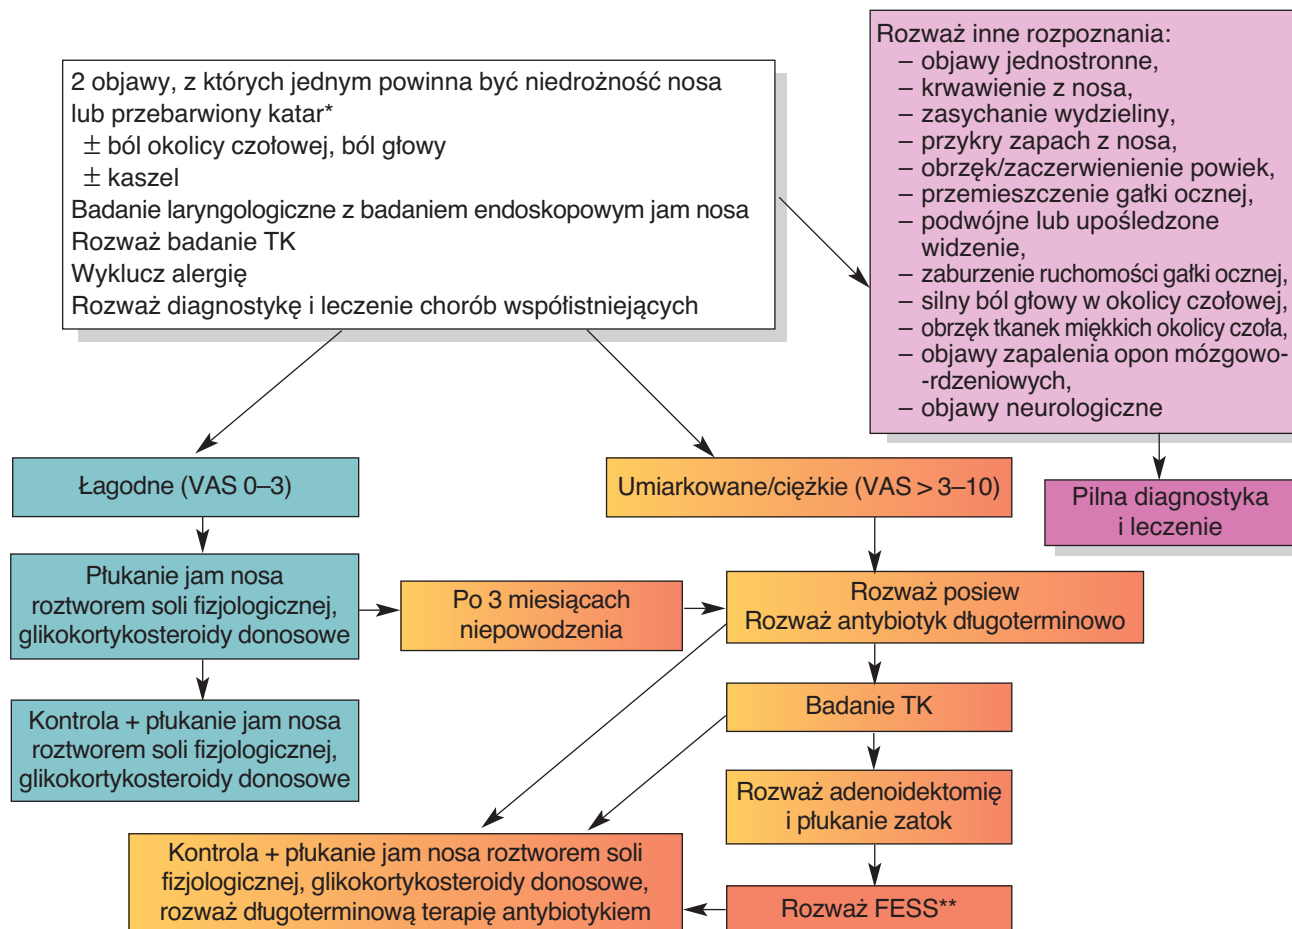 2 objawy, z których jednym powinna być niedrożność nosa
lub przebarwiony katar*
± ból okolicy czołowej, ból głowy
± kaszel
Badanie laryngologiczne z badaniem endoskopowym jam nosa
Rozważ badanie TK
Wyklucz alergię
Rozważ diagnostykę i leczenie chorób współistniejących
Rozważ inne rozpoznania:
– objawy jednostronne,
– krwawienie z nosa,
– zasychanie wydzieliny,
– przykry zapach z nosa,
– obrzęk/zaczerwienienie powiek,
– przemieszczenie gałki ocznej,
– podwójne lub upośledzone
widzenie,
– zaburzenie ruchomości gałki ocznej,
– silny ból głowy w okolicy czołowej,
– obrzęk tkanek miękkich okolicy czoła,
– objawy zapalenia opon mózgowo-
-rdzeniowych,
– objawy neurologiczne
Pilna diagnostyka
i leczenie
Łagodne (VAS 0–3)
Płukanie jam nosa
roztworem soli fizjologicznej,
glikokortykosteroidy donosowe
Kontrola + płukanie jam nosa
roztworem soli fizjologicznej,
glikokortykosteroidy donosowe
Po 3 miesiącach
niepowodzenia
Umiarkowane/ciężkie (VAS > 3–10)
Rozważ posiew
Rozważ antybiotyk długoterminowo
Badanie TK
Rozważ adenoidektomię
i płukanie zatok
Rozważ FESS**
Kontrola + płukanie jam nosa roztworem soli
fizjologicznej, glikokortykosteroidy donosowe,
rozważ długoterminową terapię antybiotykiem